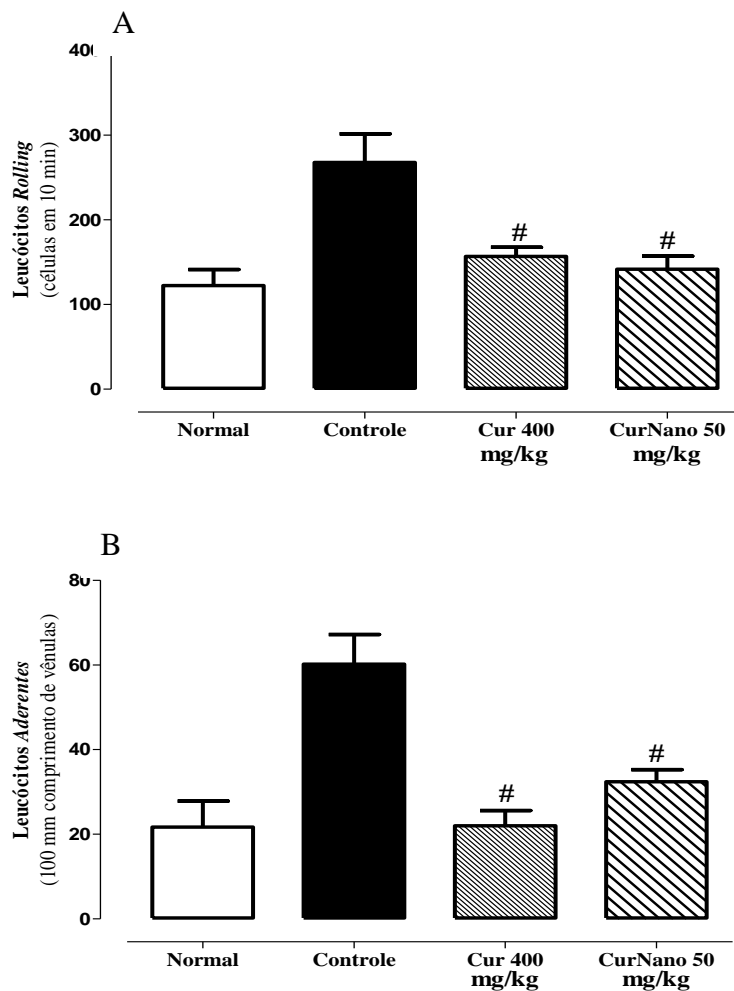 A
400
Leucócitos Rolling
(células em 10 min)
300
200
100
0
#
#
Normal
Controle
Cur 400
mg/kg
CurNano 50
mg/kg
B
80
Leucócitos Aderentes
(100 mm comprimento de vênulas)
60
40
20
0
#
#
Normal
Controle
Cur 400
mg/kg
CurNano 50
mg/kg